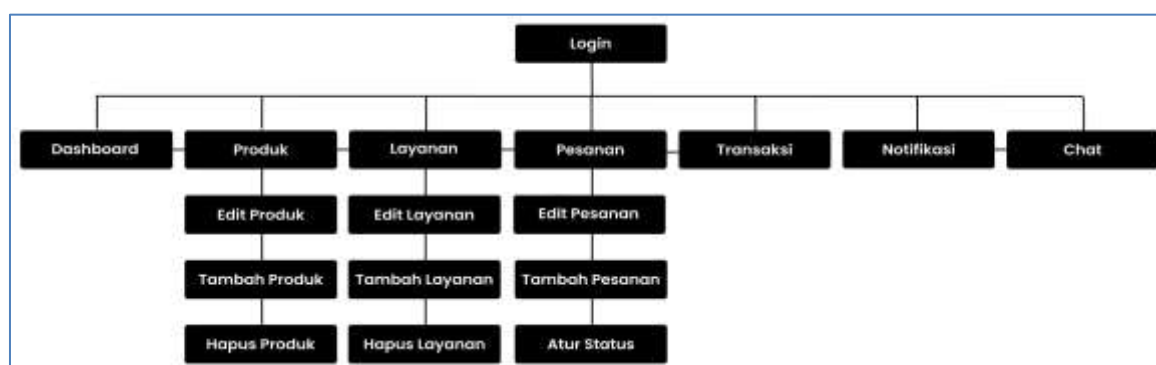 Login
Dashboard
Produk
Layanan
Pesanan
Transaksi
Notifikasi
Chat
Edit Produk
Edit Layanan
Edit Pesanan
Tambah Produk
Tambah Layanan
Tambah Pesanan
Hapus Produk
Hapus Layanan
Atur Status